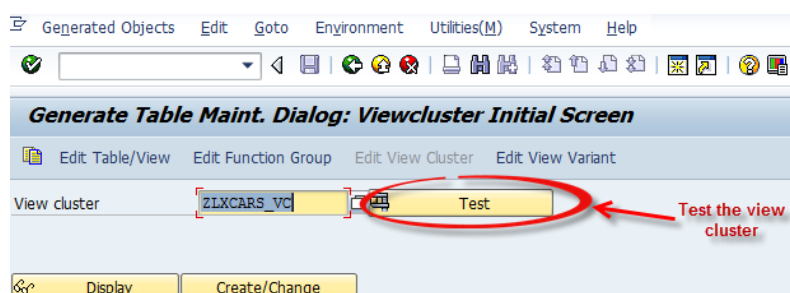 Generated Objects Edit Goto Environment Utilities(M) System Help
Generate Table Maint. Dialog: Viewcluster Initial Screen
Edit Table/View Edit Function Group Edit View Cluster Edit View Variant
View cluster ZLXCARS_VC Test
Test the view
cluster
Display Create/Change